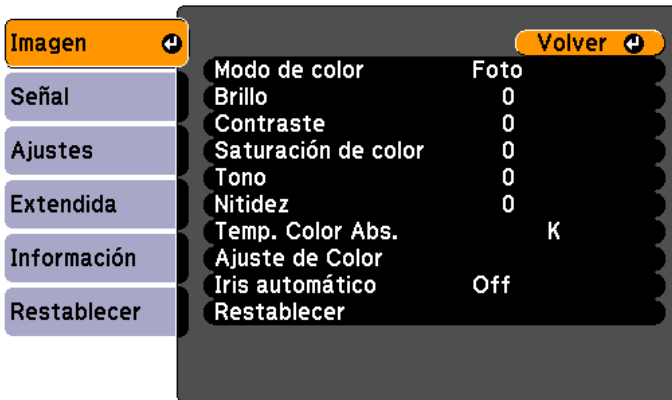 Imagen
Señal
Ajustes
Extendida
Información
Restablecer
Volver
Modo de color Foto
Brillo 0
Contraste 0
Saturación de color 0
Tono 0
Nitidez 0
Temp. Color Abs. K
Ajuste de Color
Iris automático Off
Restablecer